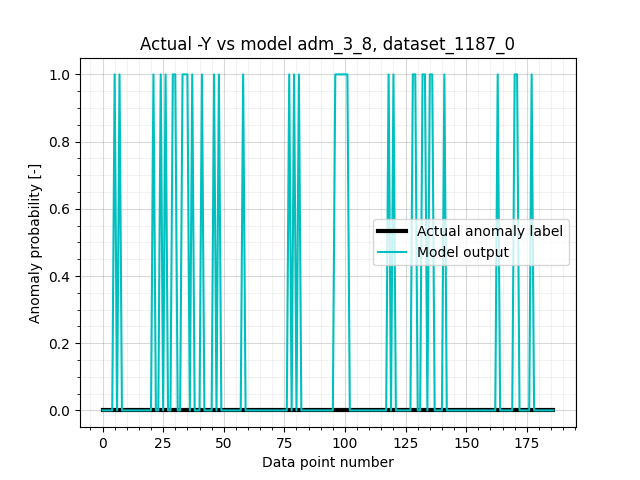 Actual -Y vs model adm_3_8, dataset_1187_0
Anomaly probability [-]
1.0
0.8
0.6
0.4
0.2
0.0
Actual anomaly label
Model output
0 25 50 75 100 125 150 175
Data point number